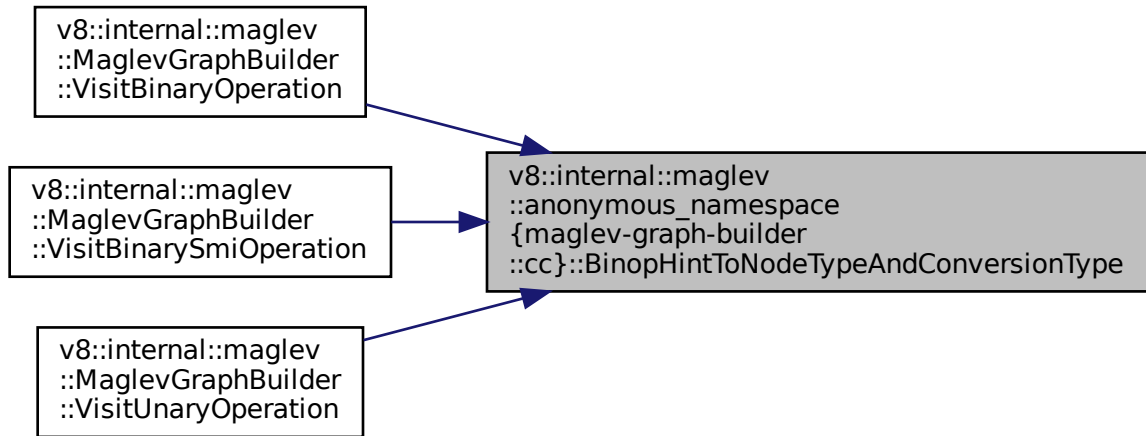 v8::internal::maglev
::MaglevGraphBuilder
::VisitBinaryOperation
v8::internal::maglev
::MaglevGraphBuilder
::VisitBinarySmiOperation
v8::internal::maglev
::MaglevGraphBuilder
::VisitUnaryOperation
v8::internal::maglev
::anonymous_namespace
{maglev-graph-builder
::cc}::BinopHintToNodeTypeAndConversionType